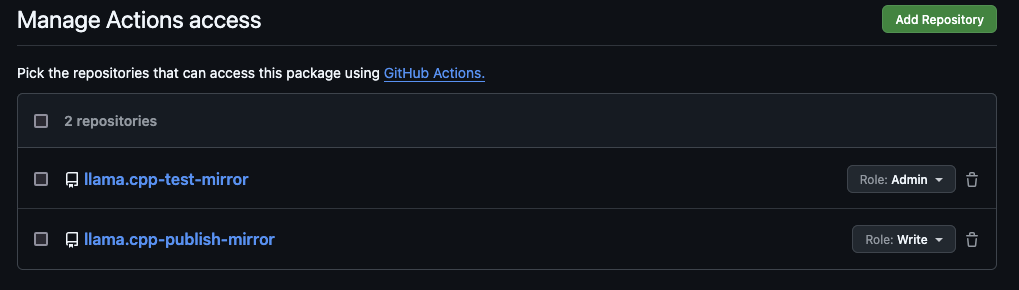 Manage Actions access
Add Repository
Pick the repositories that can access this package using GitHub Actions.
2 repositories
llama.cpp-test-mirror
Role: Admin
llama.cpp-publish-mirror
Role: Write